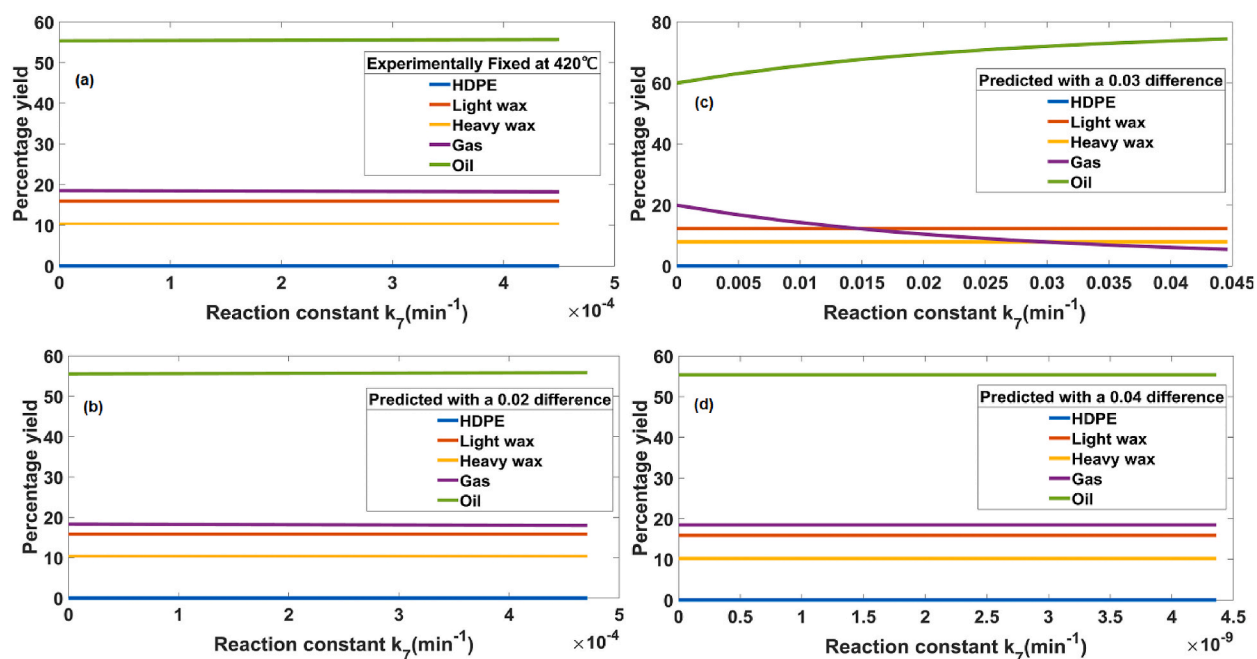 (a)
Percentage yield
60
50
40
30
20
10
0
Experimentally Fixed at 420℃
HDPE
Light wax
Heavy wax
Gas
Oil
0 1 2 3 4 5
Reaction constant k7(min-1)
×10-4
(c)
Percentage yield
80
60
40
20
0
Predicted with a 0.03 difference
HDPE
Light wax
Heavy wax
Gas
Oil
0 0.005 0.01 0.015 0.02 0.025 0.03 0.035 0.04 0.045
Reaction constant k7(min-1)
(b)
Percentage yield
60
50
40
30
20
10
0
Predicted with a 0.02 difference
HDPE
Light wax
Heavy wax
Gas
Oil
0 1 2 3 4 5
Reaction constant k7(min-1)
×10-4
(d)
Percentage yield
60
50
40
30
20
10
0
Predicted with a 0.04 difference
HDPE
Light wax
Heavy wax
Gas
Oil
0 0.5 1 1.5 2 2.5 3 3.5 4 4.5
Reaction constant k7(min-1)
×10-9